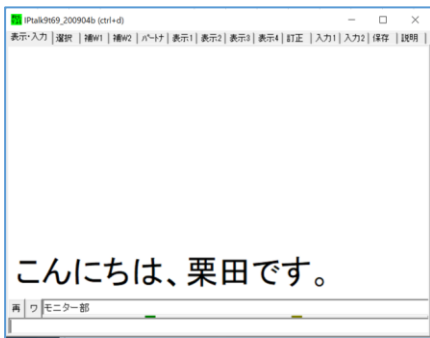 IPtalk9t69_200904b (ctrl+d)
表示・入力 選択 補W1 補W2 パートナ 表示1 表示2 表示3 表示4 訂正 入力1 入力2 保存 説明
こんにちは、栗田です。
再 ワ モニター部